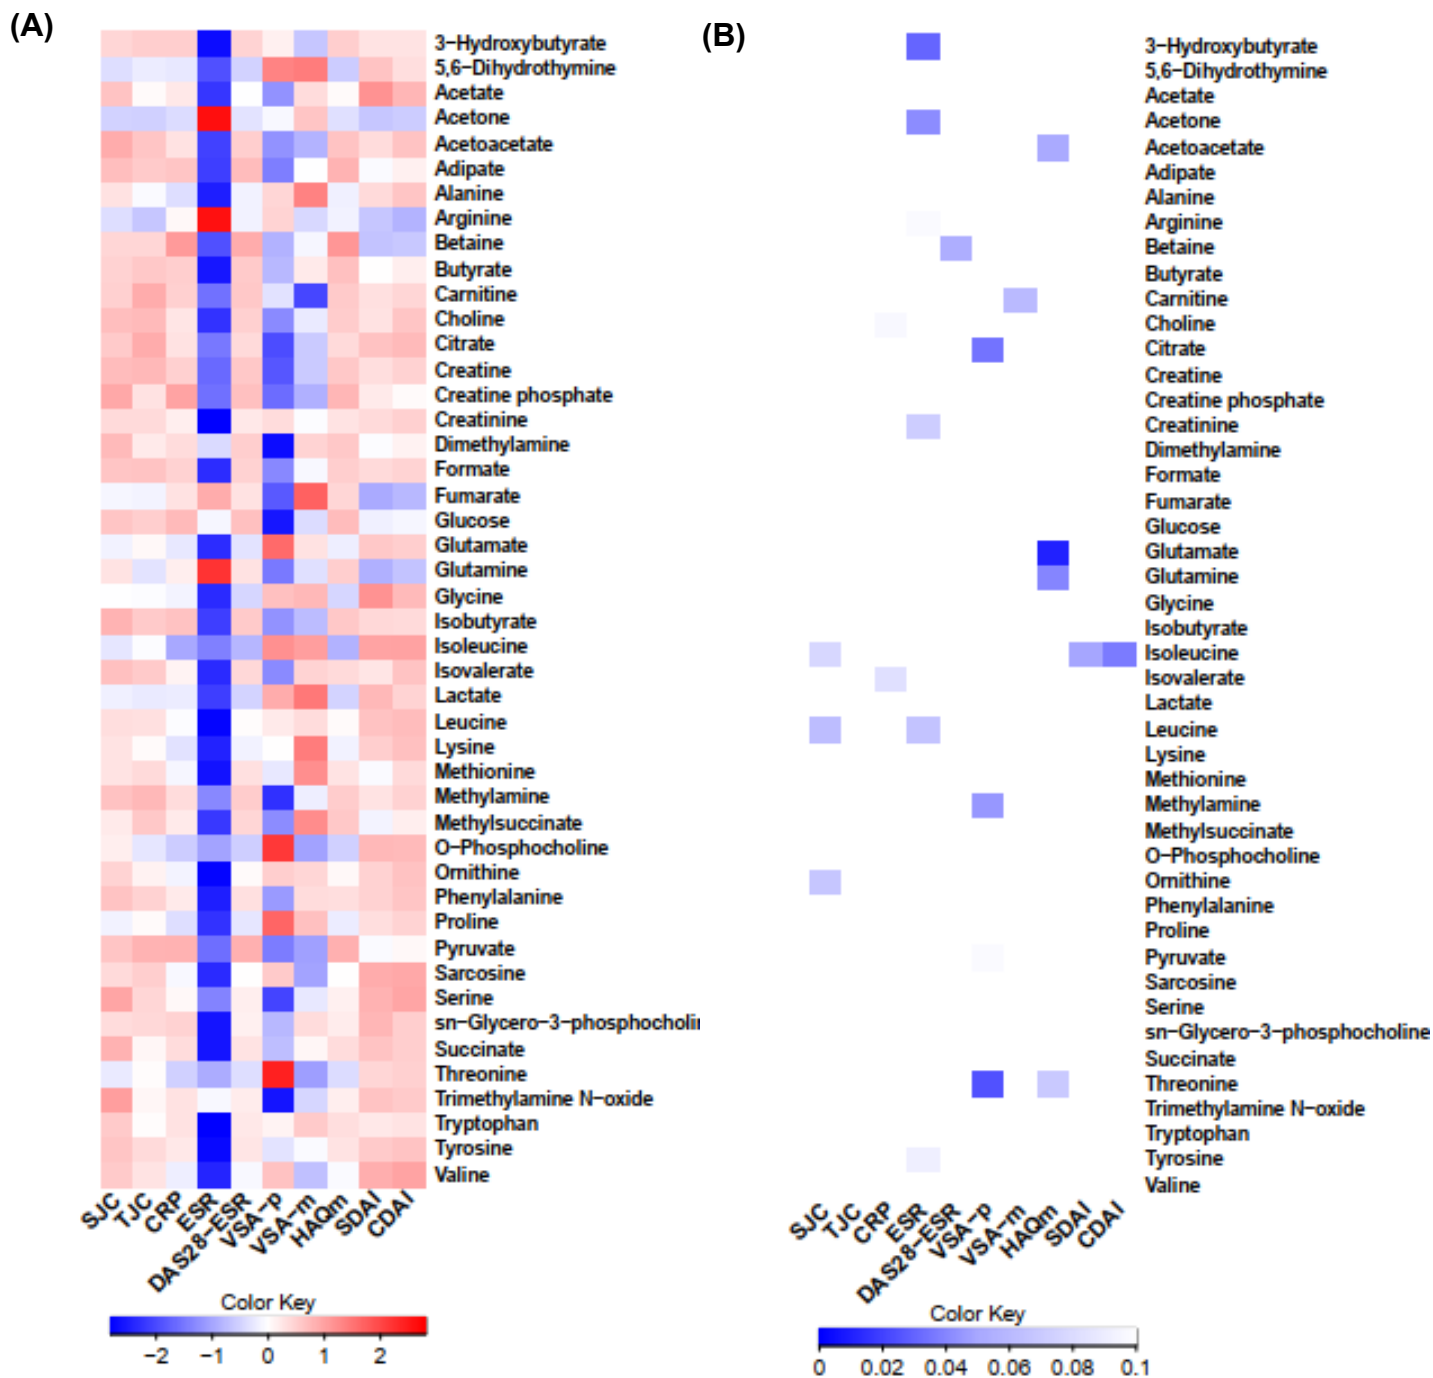 (A)
3−Hydroxybutyrate
5,6−Dihydrothymine
Acetate
Acetone
Acetoacetate
Adipate
Alanine
Arginine
Betaine
Butyrate
Carnitine
Choline
Citrate
Creatine
Creatine phosphate
Creatinine
Dimethylamine
Formate
Fumarate
Glucose
Glutamate
Glutamine
Glycine
Isobutyrate
Isoleucine
Isovalerate
Lactate
Leucine
Lysine
Methionine
Methylamine
Methylsuccinate
O−Phosphocholine
Ornithine
Phenylalanine
Proline
Pyruvate
Sarcosine
Serine
sn−Glycero−3−phosphocholi
Succinate
Threonine
Trimethylamine N−oxide
Tryptophan
Tyrosine
Valine
SJC
TJC
CRP
ESR
DAS28−ESR
VSA−p
VSA−m
HAQm
SDAI
CDAI
Color Key
−2 −1 0 1 2
(B)
3−Hydroxybutyrate
5,6−Dihydrothymine
Acetate
Acetone
Acetoacetate
Adipate
Alanine
Arginine
Betaine
Butyrate
Carnitine
Choline
Citrate
Creatine
Creatine phosphate
Creatinine
Dimethylamine
Formate
Fumarate
Glucose
Glutamate
Glutamine
Glycine
Isobutyrate
Isoleucine
Isovalerate
Lactate
Leucine
Lysine
Methionine
Methylamine
Methylsuccinate
O−Phosphocholine
Ornithine
Phenylalanine
Proline
Pyruvate
Sarcosine
Serine
sn−Glycero−3−phosphocholine
Succinate
Threonine
Trimethylamine N−oxide
Tryptophan
Tyrosine
Valine
SJC
TJC
CRP
ESR
DAS28−ESR
VSA−p
VSA−m
HAQm
SDAI
CDAI
Color Key
0 0.02 0.04 0.06 0.08 0.1